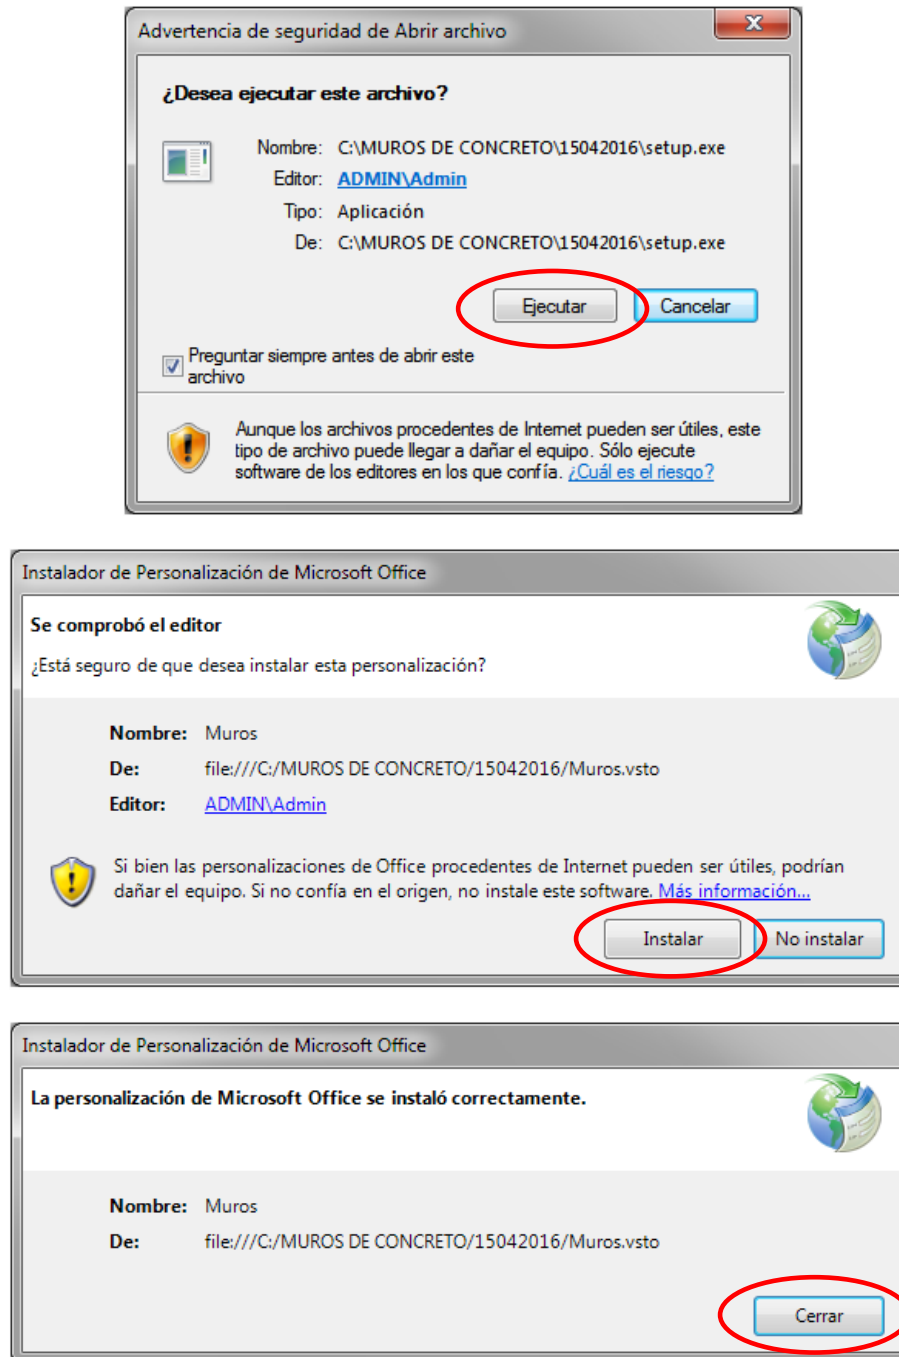 Advertencia de seguridad de Abrir archivo
¿Desea ejecutar este archivo?
Nombre: C:\MUROS DE CONCRETO\15042016\setup.exe
Editor: ADMIN\Admin
Tipo: Aplicación
De: C:\MUROS DE CONCRETO\15042016\setup.exe
Ejecutar Cancelar
Preguntar siempre antes de abrir este
archivo
Aunque los archivos procedentes de Internet pueden ser útiles, este
tipo de archivo puede llegar a dañar el equipo. Sólo ejecute
software de los editores en los que confía. ¿Cuál es el riesgo?
Instalador de Personalización de Microsoft Office
Se comprobó el editor
¿Está seguro de que desea instalar esta personalización?
Nombre: Muros
De: file:///C:/MUROS DE CONCRETO/15042016/Muros.vsto
Editor: ADMIN\Admin
Si bien las personalizaciones de Office procedentes de Internet pueden ser útiles, podrían
dañar el equipo. Si no confía en el origen, no instale este software. Más información...
Instalar No instalar
Instalador de Personalización de Microsoft Office
La personalización de Microsoft Office se instaló correctamente.
Nombre: Muros
De: file:///C:/MUROS DE CONCRETO/15042016/Muros.vsto
Cerrar